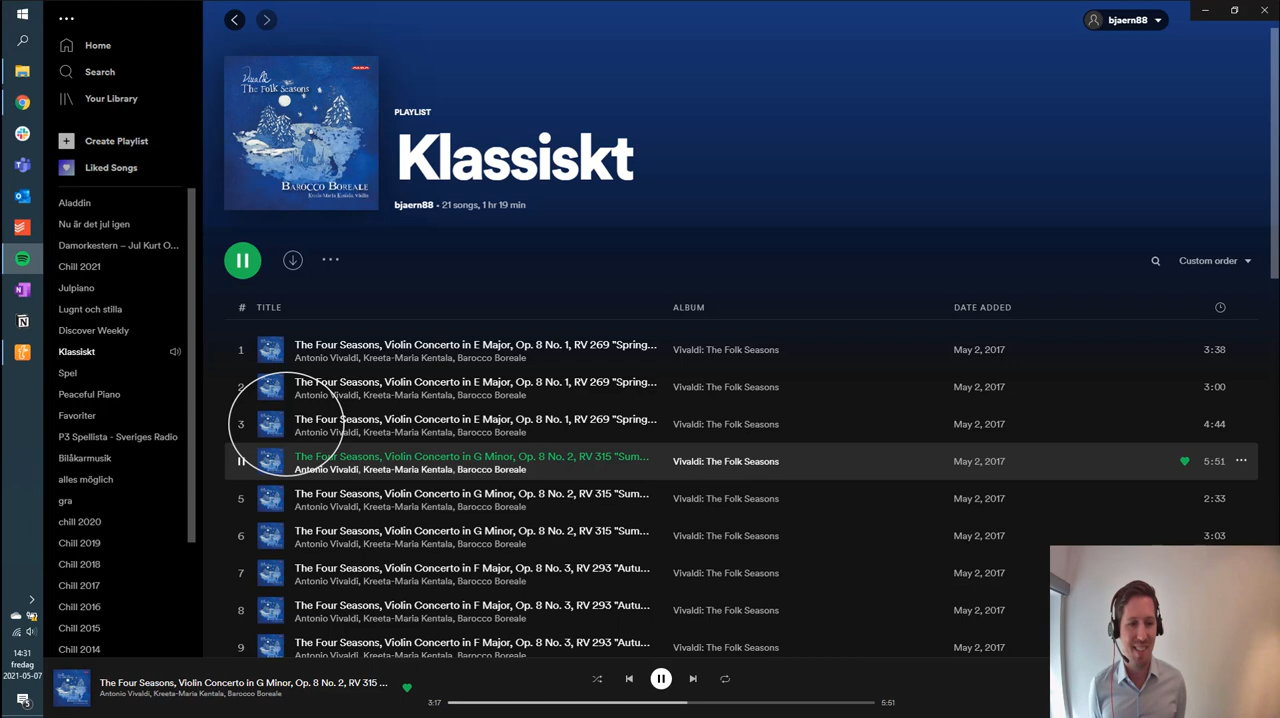 Home
Search
Your Library
Create Playlist
Liked Songs
Aladdin
Nu är det jul igen
Damorkestern – Jul Kurt O...
Chill 2021
Julpiano
Lugnt och stilla
Discover Weekly
Klassiskt
Spel
Peaceful Piano
Favoriter
P3 Spellista - Sveriges Radio
Bilåkarmusik
alles möglich
gra
chill 2020
Chill 2019
Chill 2018
Chill 2017
Chill 2016
Chill 2015
Chill 2014
14:31
fredag
2021-05-07
bjaern88
Vivaldi
The Folk Seasons
BAROCCO BOREALE
Kreeta-Maria Kentala, Violin
PLAYLIST
Klassiskt
bjaern88 • 21 songs, 1 hr 19 min
Custom order
# TITLE ALBUM DATE ADDED
1 The Four Seasons, Violin Concerto in E Major, Op. 8 No. 1, RV 269 "Spring... Vivaldi: The Folk Seasons May 2, 2017 3:38
Antonio Vivaldi, Kreeta-Maria Kentala, Barocco Boreale
2 The Four Seasons, Violin Concerto in E Major, Op. 8 No. 1, RV 269 "Spring... Vivaldi: The Folk Seasons May 2, 2017 3:00
Antonio Vivaldi, Kreeta-Maria Kentala, Barocco Boreale
3 The Four Seasons, Violin Concerto in E Major, Op. 8 No. 1, RV 269 "Spring... Vivaldi: The Folk Seasons May 2, 2017 4:44
Antonio Vivaldi, Kreeta-Maria Kentala, Barocco Boreale
The Four Seasons, Violin Concerto in G Minor, Op. 8 No. 2, RV 315 "Sum... Vivaldi: The Folk Seasons May 2, 2017 5:51
Antonio Vivaldi, Kreeta-Maria Kentala, Barocco Boreale
5 The Four Seasons, Violin Concerto in G Minor, Op. 8 No. 2, RV 315 "Sum... Vivaldi: The Folk Seasons May 2, 2017 2:33
Antonio Vivaldi, Kreeta-Maria Kentala, Barocco Boreale
6 The Four Seasons, Violin Concerto in G Minor, Op. 8 No. 2, RV 315 "Sum... Vivaldi: The Folk Seasons May 2, 2017 3:03
Antonio Vivaldi, Kreeta-Maria Kentala, Barocco Boreale
7 The Four Seasons, Violin Concerto in F Major, Op. 8 No. 3, RV 293 "Autu... Vivaldi: The Folk Seasons May 2, 2017
Antonio Vivaldi, Kreeta-Maria Kentala, Barocco Boreale
8 The Four Seasons, Violin Concerto in F Major, Op. 8 No. 3, RV 293 "Autu... Vivaldi: The Folk Seasons May 2, 2017
Antonio Vivaldi, Kreeta-Maria Kentala, Barocco Boreale
9 The Four Seasons, Violin Concerto in F Major, Op. 8 No. 3, RV 293 "Autu... Vivaldi: The Folk Seasons May 2, 2017
Antonio Vivaldi, Kreeta-Maria Kentala, Barocco Boreale
The Four Seasons, Violin Concerto in G Minor, Op. 8 No. 2, RV 315 ...
Antonio Vivaldi, Kreeta-Maria Kentala, Barocco Boreale
3:17 5:51